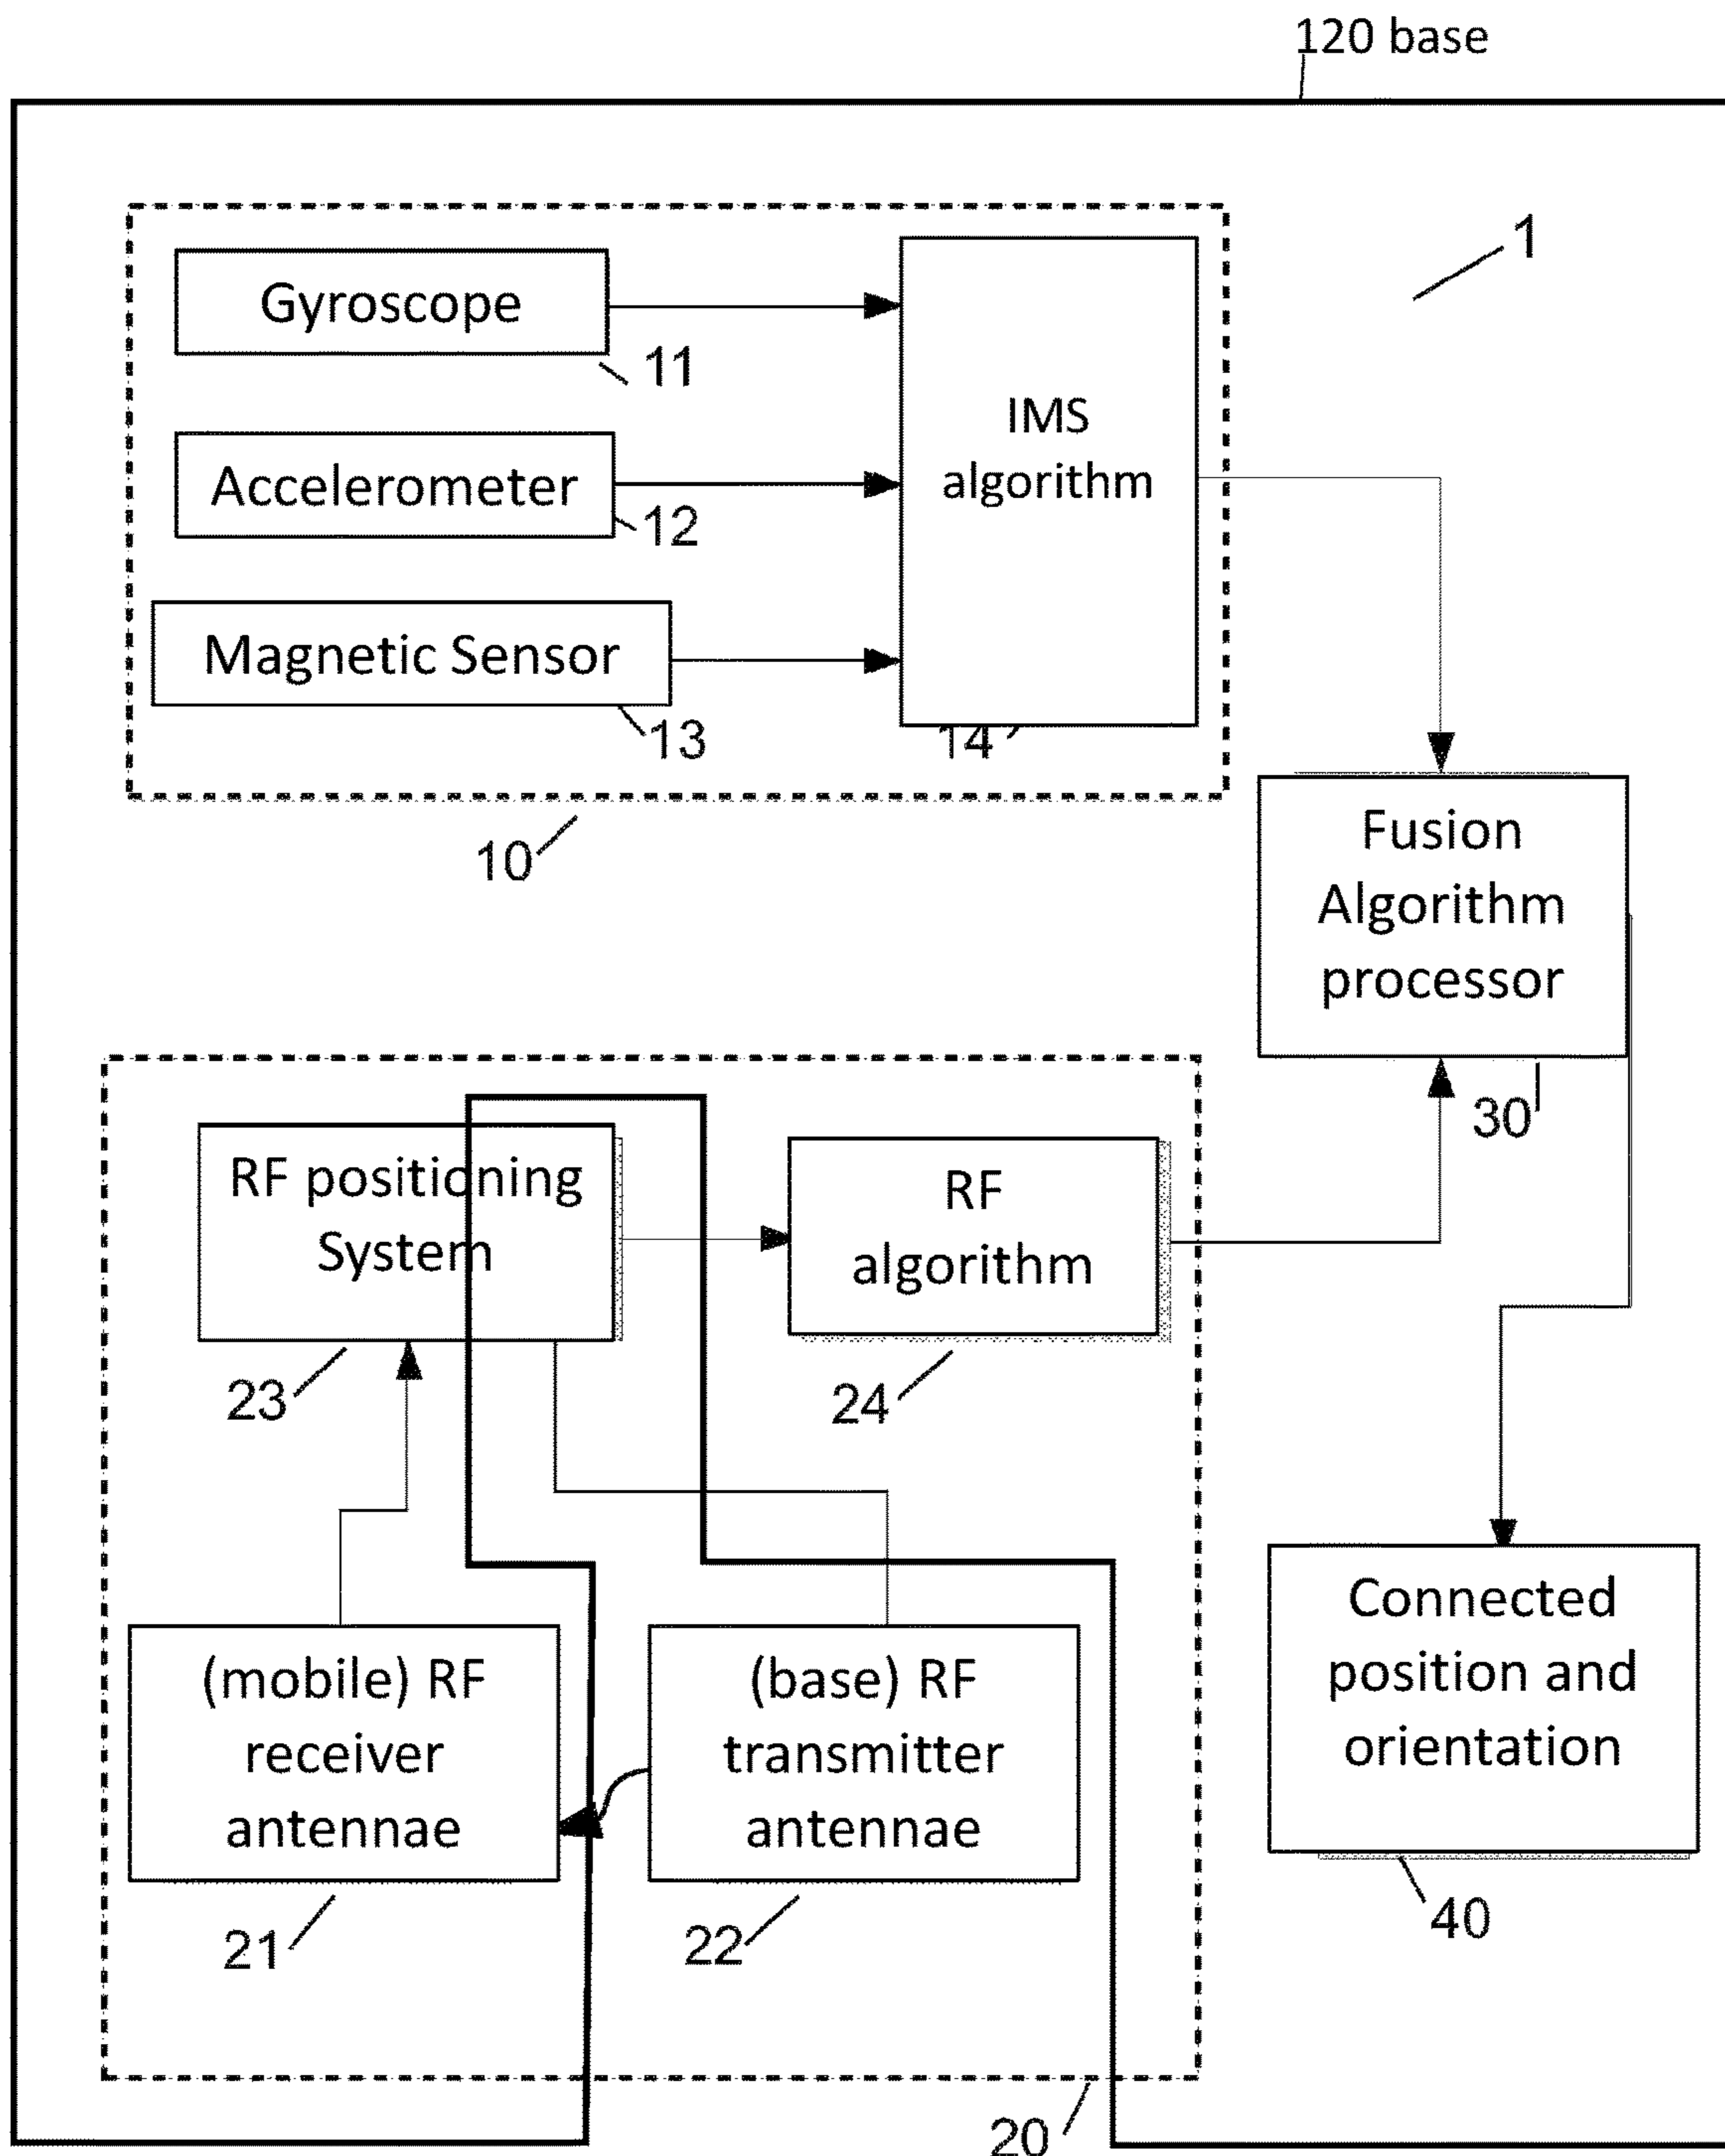 120 base
1
Gyroscope
11
Accelerometer
12
Magnetic Sensor
13
IMS
algorithm
14
10
Fusion
Algorithm
processor
30
RF positioning
System
23
RF
algorithm
24
(mobile) RF
receiver
antennae
21
(base) RF
transmitter
antennae
22
20
Connected
position and
orientation
40